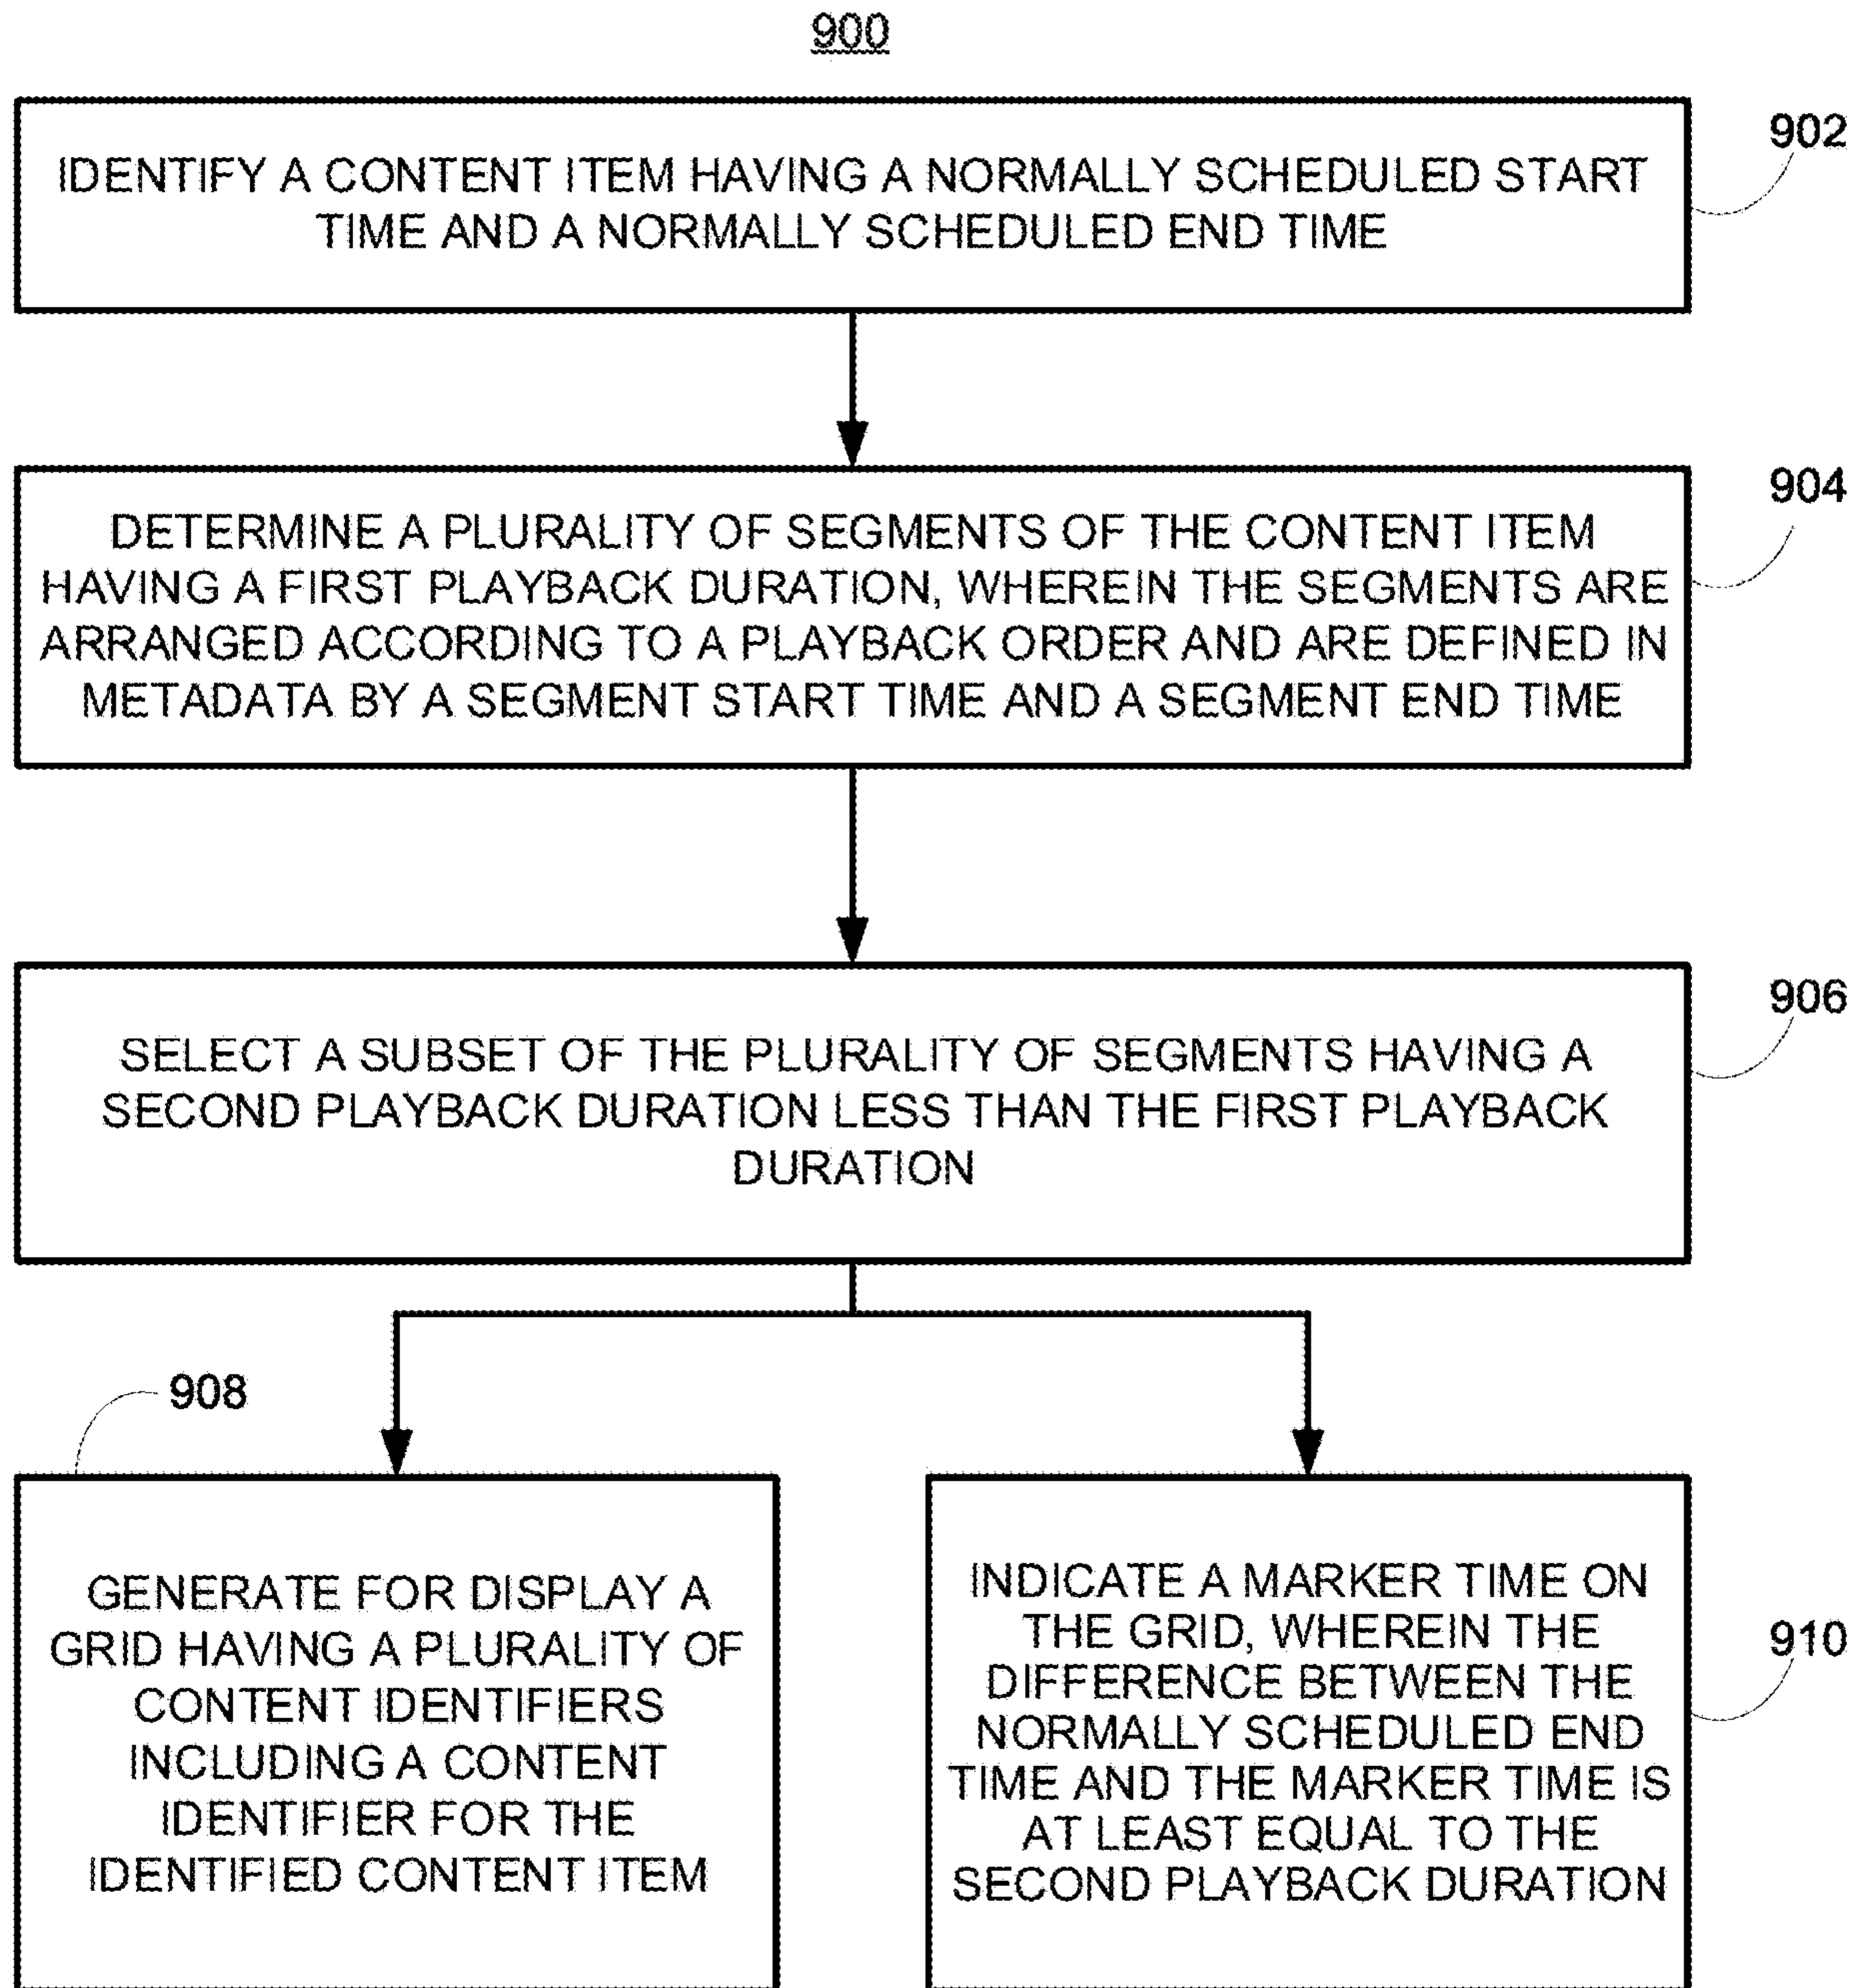 900
902
IDENTIFY A CONTENT ITEM HAVING A NORMALLY SCHEDULED START
TIME AND A NORMALLY SCHEDULED END TIME
904
DETERMINE A PLURALITY OF SEGMENTS OF THE CONTENT ITEM
HAVING A FIRST PLAYBACK DURATION, WHEREIN THE SEGMENTS ARE
ARRANGED ACCORDING TO A PLAYBACK ORDER AND ARE DEFINED IN
METADATA BY A SEGMENT START TIME AND A SEGMENT END TIME
906
SELECT A SUBSET OF THE PLURALITY OF SEGMENTS HAVING A
SECOND PLAYBACK DURATION LESS THAN THE FIRST PLAYBACK
DURATION
908
GENERATE FOR DISPLAY A
GRID HAVING A PLURALITY OF
CONTENT IDENTIFIERS
INCLUDING A CONTENT
IDENTIFIER FOR THE
IDENTIFIED CONTENT ITEM
910
INDICATE A MARKER TIME ON
THE GRID, WHEREIN THE
DIFFERENCE BETWEEN THE
NORMALLY SCHEDULED END
TIME AND THE MARKER TIME IS
AT LEAST EQUAL TO THE
SECOND PLAYBACK DURATION